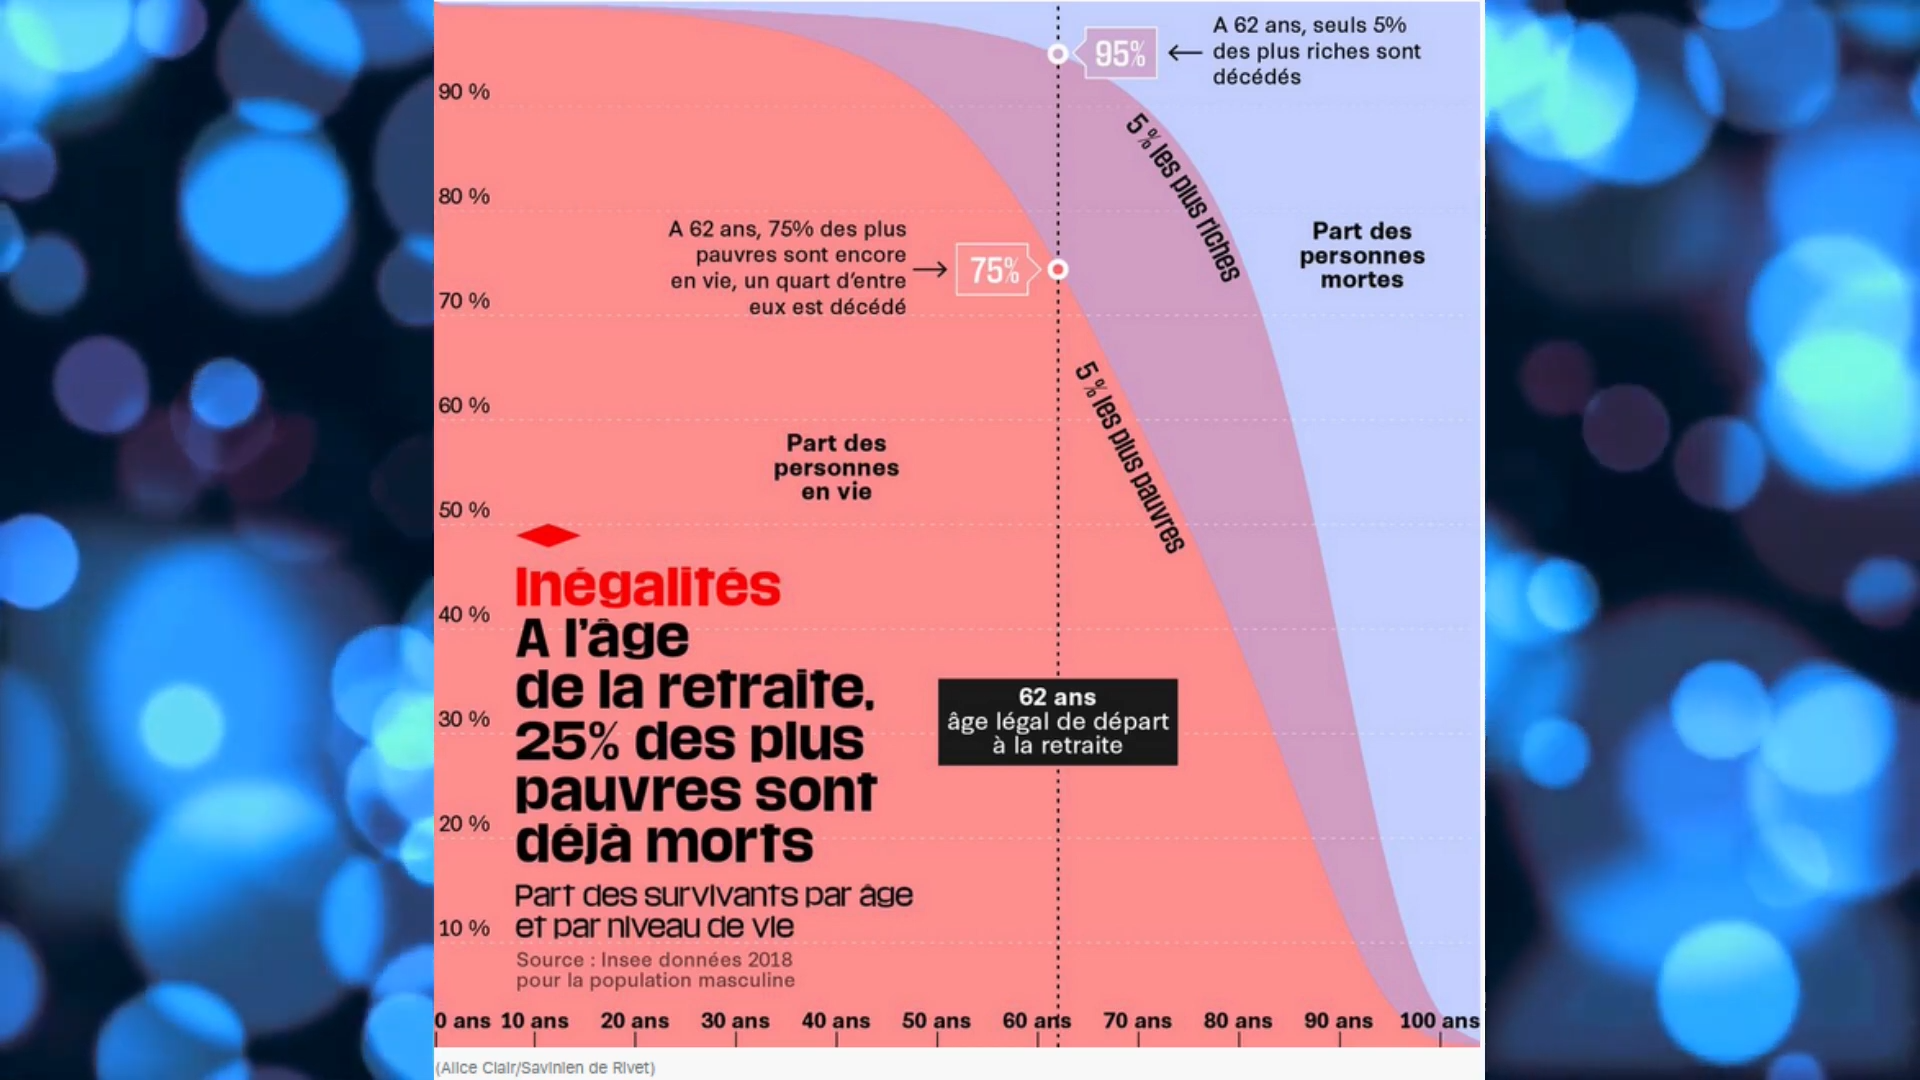 A 62 ans, seuls 5%
des plus riches sont
décédés
95%
90 %
5 % les plus riches
80 %
A 62 ans, 75% des plus
pauvres sont encore
en vie, un quart d'entre
eux est décédé
75%
Part des
personnes
mortes
70 %
5 % les plus pauvres
60 %
Part des
personnes
en vie
50 %
Inégalités
A l'âge
de la retraite,
25% des plus
pauvres sont
déjà morts
40 %
62 ans
âge légal de départ
à la retraite
30 %
20 %
Part des survivants par âge
et par niveau de vie
10 %
Source : Insee données 2018
pour la population masculine
0 ans 10 ans 20 ans 30 ans 40 ans 50 ans 60 ans 70 ans 80 ans 90 ans 100 ans
(Alice Clair/Savinien de Rivet)